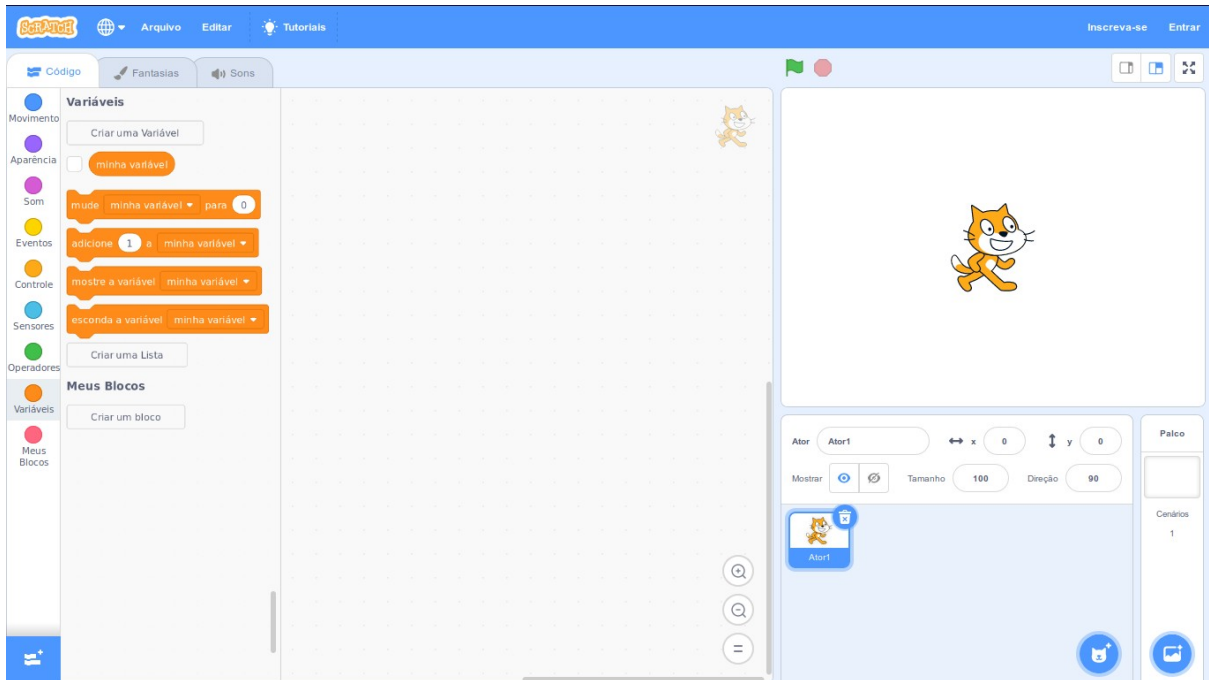 SCRATCH Arquivo Editar Tutoriais Inscreva-se Entrar
Código Fantasias Sons
Movimento
Aparência
Som
Eventos
Controle
Sensores
Operadores
Variáveis
Meus
Blocos
Variáveis
Criar uma Variável
minha variável
mude minha variável para 0
adicione 1 a minha variável
mostre a variável minha variável
esconda a variável minha variável
Criar uma Lista
Meus Blocos
Criar um bloco
Ator Ator1 x 0 y 0
Mostrar Tamanho 100 Direção 90
Ator1
Palco
Cenários
1